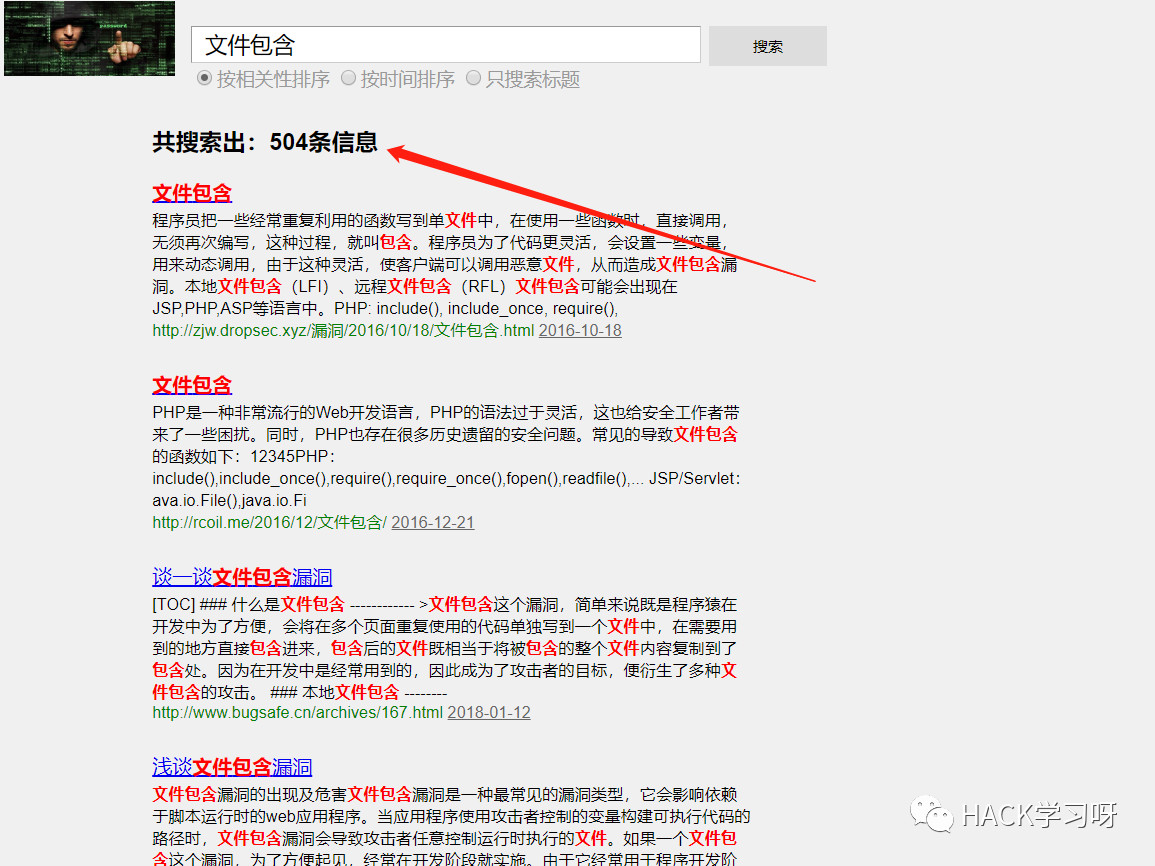 password
文件包含
搜索
按相关性排序 按时间排序 只搜索标题
共搜索出：504条信息
文件包含
程序员把一些经常重复利用的函数写到单文件中，在使用一些函数时，直接调用，
无须再次编写，这种过程，就叫包含。程序员为了代码更灵活，会设置一些变量，
用来动态调用，由于这种灵活，使客户端可以调用恶意文件，从而造成文件包含漏
洞。本地文件包含（LFI）、远程文件包含（RFL）文件包含可能会出现在
JSP,PHP,ASP等语言中。PHP: include(), include_once, require(),
http://zjw.dropsec.xyz/漏洞/2016/10/18/文件包含.html 2016-10-18
文件包含
PHP是一种非常流行的Web开发语言，PHP的语法过于灵活，这也给安全工作者带
来了一些困扰。同时，PHP也存在很多历史遗留的安全问题。常见的导致文件包含
的函数如下：12345PHP：
include(),include_once(),require(),require_once(),fopen(),readfile(),... JSP/Servlet：
ava.io.File(),java.io.Fi
http://rcoil.me/2016/12/文件包含/ 2016-12-21
谈一谈文件包含漏洞
[TOC] ### 什么是文件包含 ------------ >文件包含这个漏洞，简单来说既是程序猿在
开发中为了方便，会将在多个页面重复使用的代码单独写到一个文件中，在需要用
到的地方直接包含进来，包含后的文件既相当于将被包含的整个文件内容复制到了
包含处。因为在开发中是经常用到的，因此成为了攻击者的目标，便衍生了多种文
件包含的攻击。 ### 本地文件包含 --------
http://www.bugsafe.cn/archives/167.html 2018-01-12
浅谈文件包含漏洞
文件包含漏洞的出现及危害文件包含漏洞是一种最常见的漏洞类型，它会影响依赖
于脚本运行时的web应用程序。当应用程序使用攻击者控制的变量构建可执行代码的
路径时，文件包含漏洞会导致攻击者任意控制运行时执行的文件。如果一个文件包
含这个漏洞，为了方便起见，经常在开发阶段就实施。由于它经常用于程序开发阶
HACK学习呀